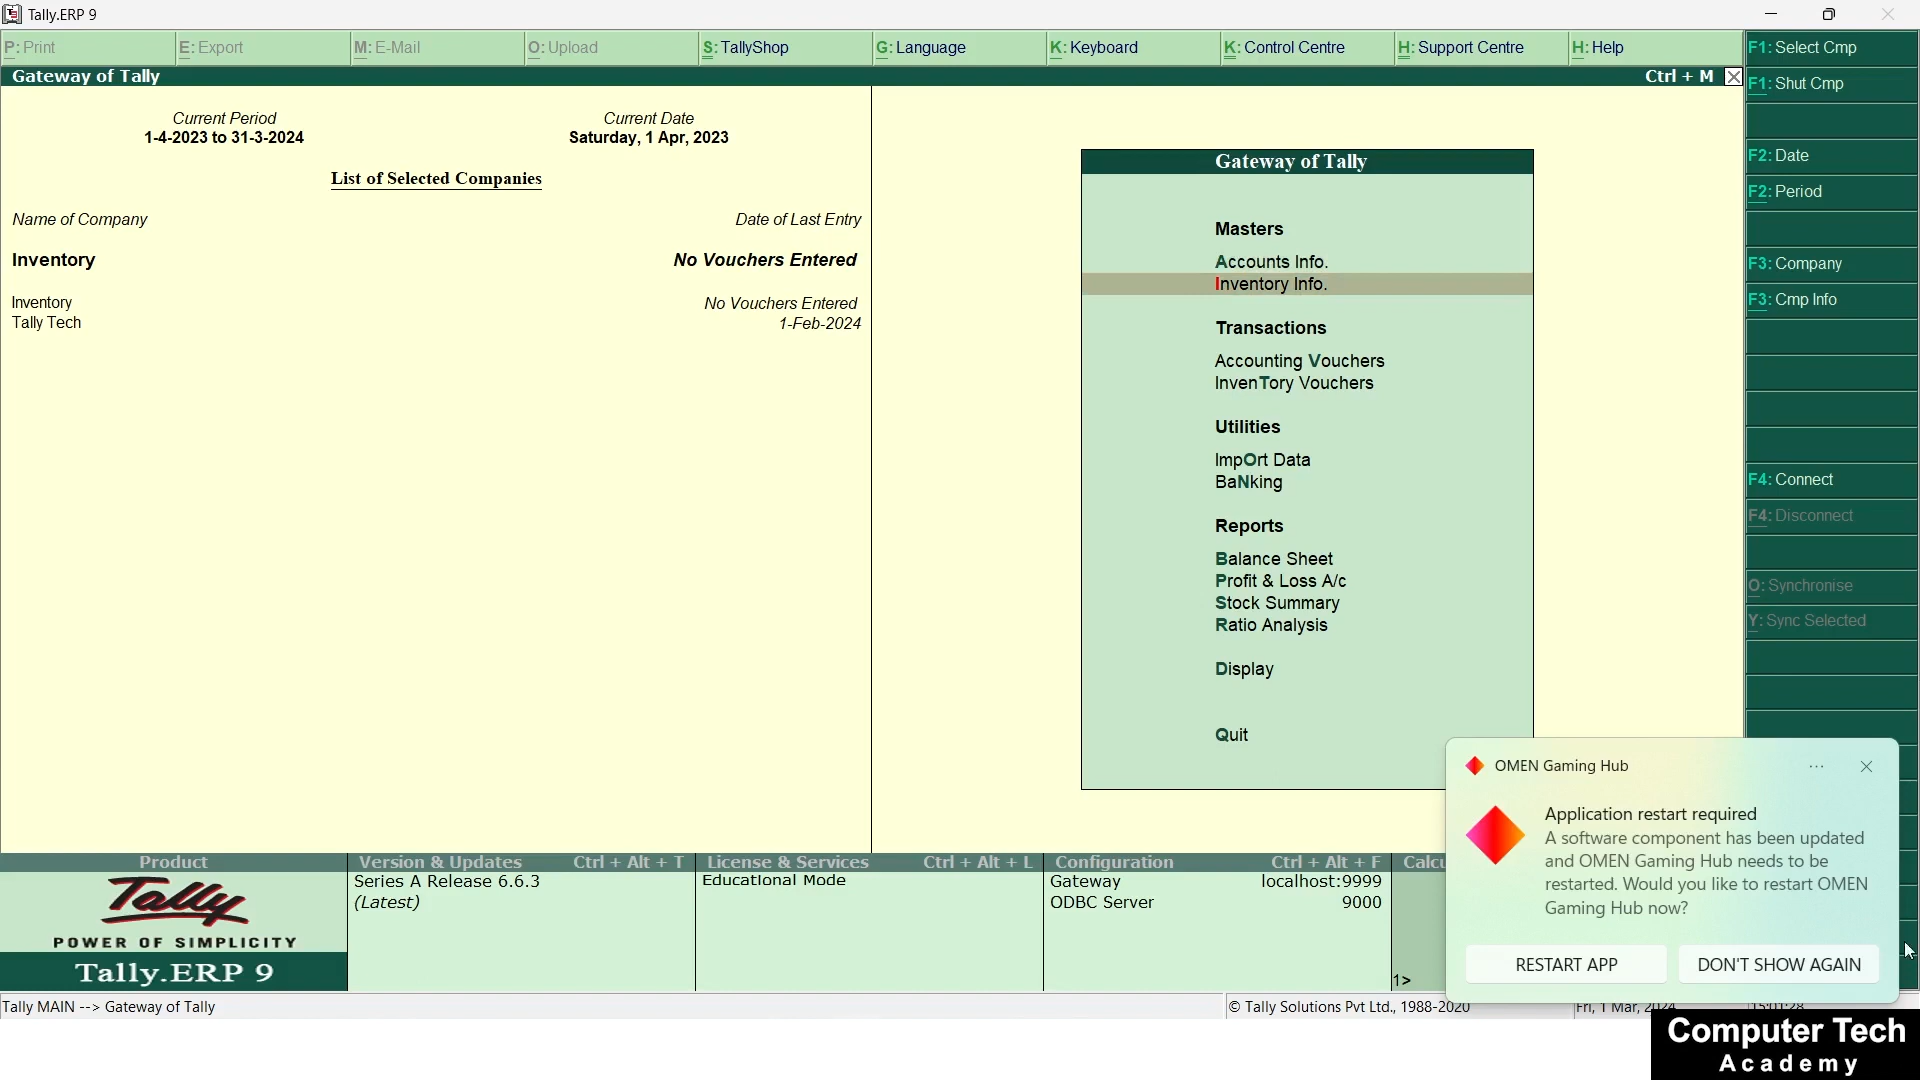 Tally.ERP 9
P: Print
E: Export
M: E-Mail
O: Upload
S: TallyShop
G: Language
K: Keyboard
K: Control Centre
H: Support Centre
H: Help
Gateway of Tally
Ctrl + M
Current Period
1-4-2023 to 31-3-2024
Current Date
Saturday, 1 Apr, 2023
List of Selected Companies
Name of Company
Date of Last Entry
Inventory
No Vouchers Entered
Inventory
No Vouchers Entered
Tally Tech
1-Feb-2024
Gateway of Tally
Masters
Accounts Info.
Inventory Info.
Transactions
Accounting Vouchers
InvenTory Vouchers
Utilities
ImpOrt Data
BaNking
Reports
Balance Sheet
Profit & Loss A/c
Stock Summary
Ratio Analysis
Display
Quit
F1: Select Cmp
F1: Shut Cmp
F2: Date
F2: Period
F3: Company
F3: Cmp Info
F4: Connect
F4: Disconnect
O: Synchronise
Y: Sync Selected
OMEN Gaming Hub
Application restart required
A software component has been updated
and OMEN Gaming Hub needs to be
restarted. Would you like to restart OMEN
Gaming Hub now?
RESTART APP
DON'T SHOW AGAIN
Product
Tally
POWER OF SIMPLICITY
Tally.ERP 9
Version & Updates
Ctrl + Alt + T
Series A Release 6.6.3
(Latest)
License & Services
Ctrl + Alt + L
Educational Mode
Configuration
Ctrl + Alt + F
Gateway
localhost:9999
ODBC Server
9000
1>
Tally MAIN --> Gateway of Tally
© Tally Solutions Pvt Ltd., 1988-2020
Fri, 1 Mar, 2024
15:01:28
Computer Tech
Academy